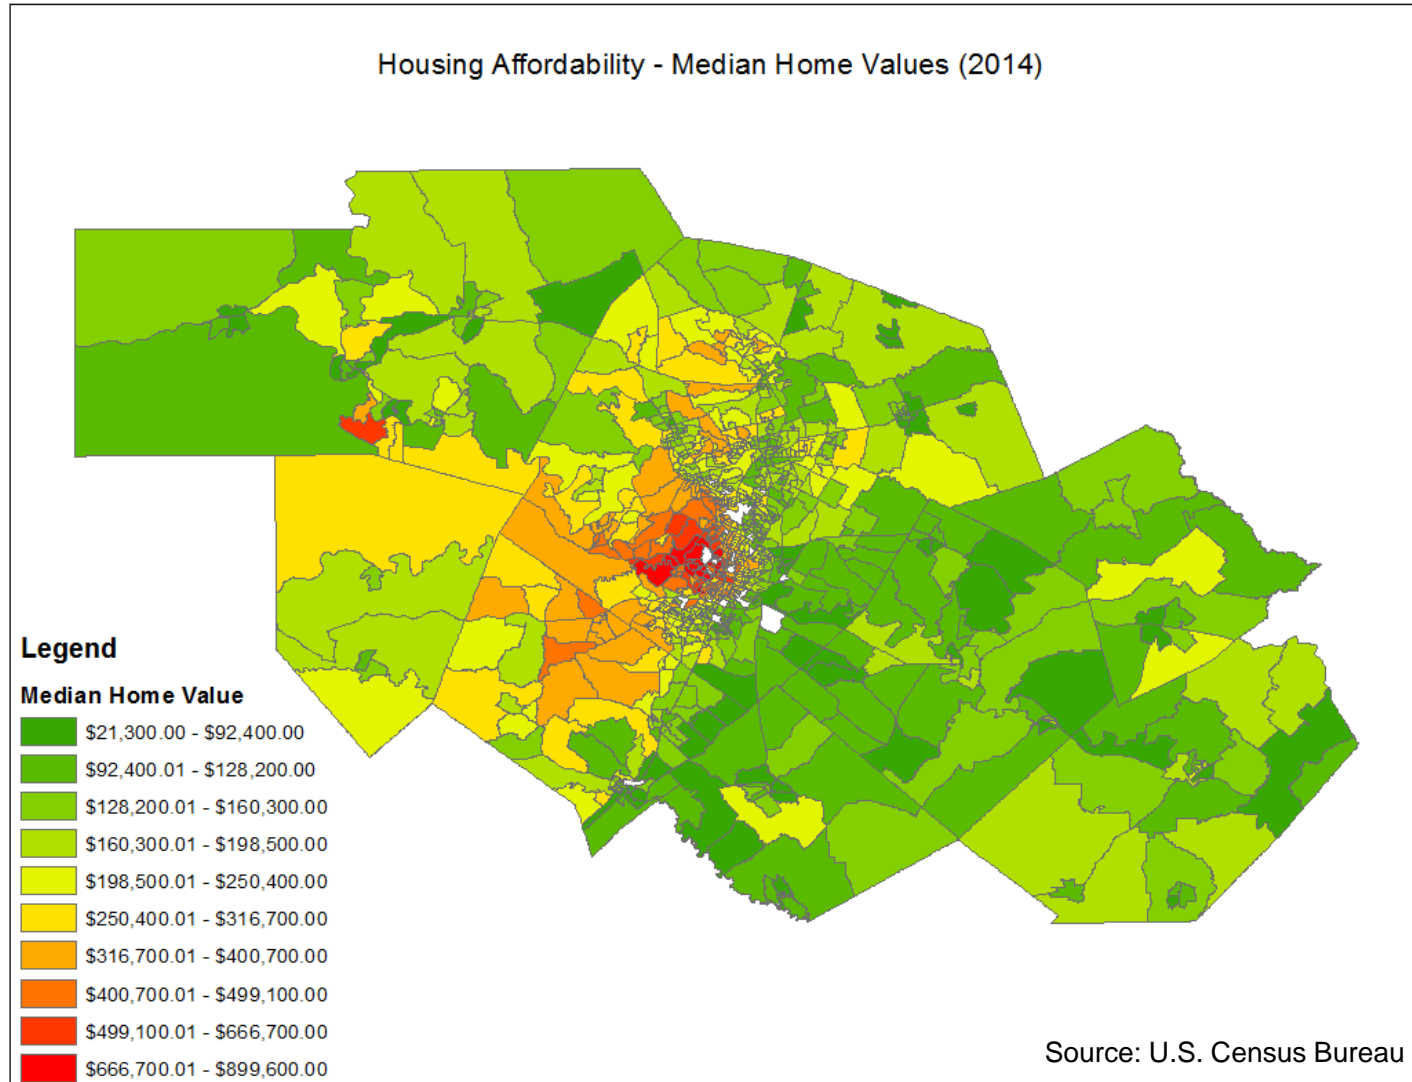 Housing Affordability - Median Home Values (2014)
Legend
Median Home Value
$21,300.00 - $92,400.00
$92,400.01 - $128,200.00
$128,200.01 - $160,300.00
$160,300.01 - $198,500.00
$198,500.01 - $250,400.00
$250,400.01 - $316,700.00
$316,700.01 - $400,700.00
$400,700.01 - $499,100.00
$499,100.01 - $666,700.00
$666,700.01 - $899,600.00
Source: U.S. Census Bureau